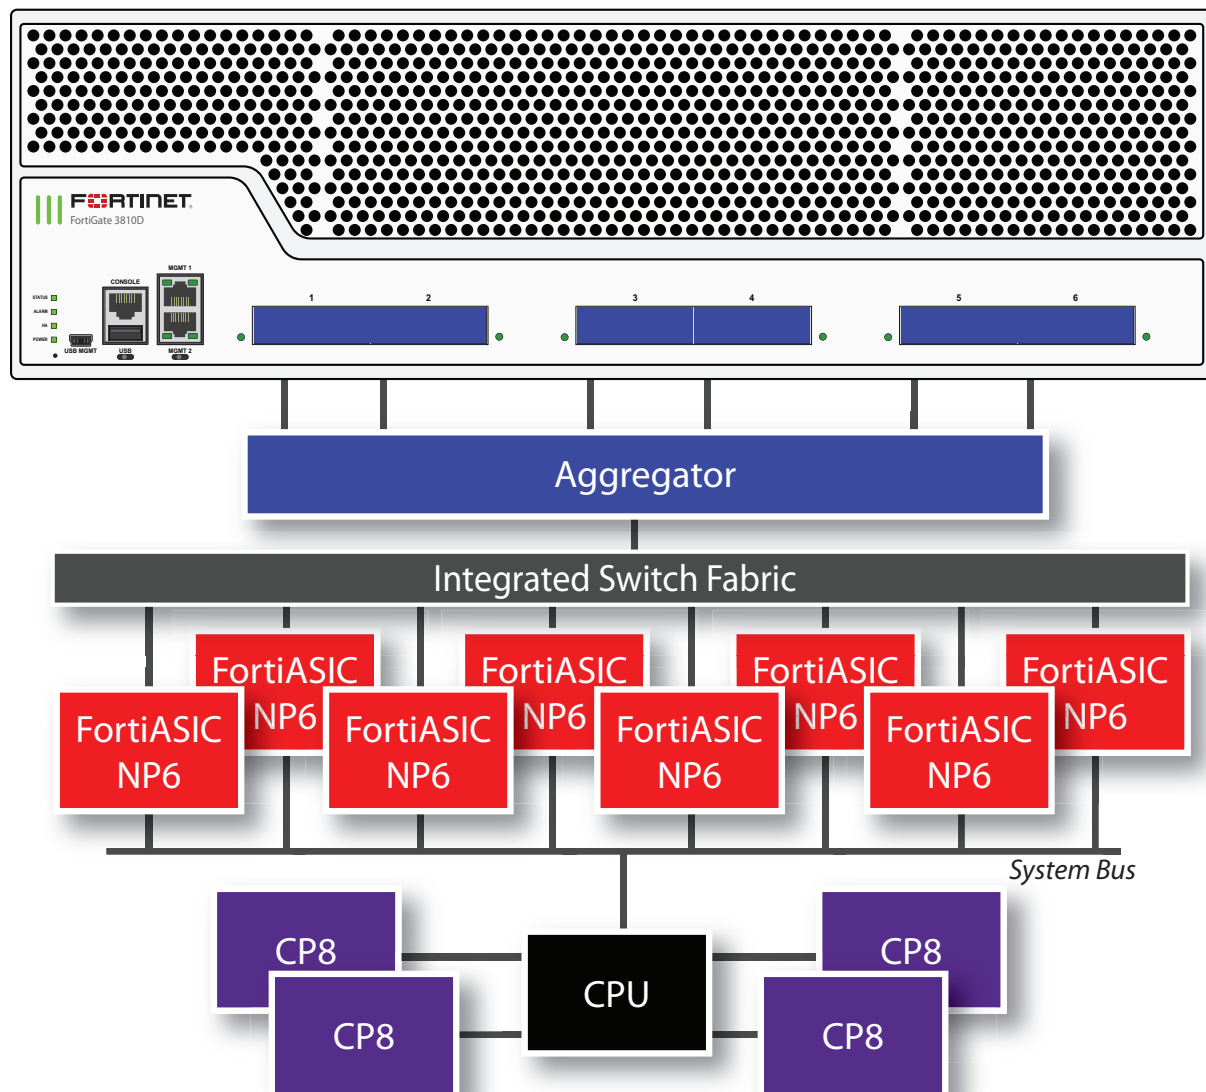 FORTINET
FortiGate 3810D
MGMT 1
CONSOLE
STATUS
ALARM
HA
POWER
USB MGMT
USB
MGMT 2
1 2 3 4 5 6
Aggregator
Integrated Switch Fabric
FortiASIC NP6
FortiASIC NP6
FortiASIC NP6
FortiASIC NP6
FortiASIC NP6
FortiASIC NP6
FortiASIC NP6
FortiASIC NP6
System Bus
CP8
CP8
CPU
CP8
CP8